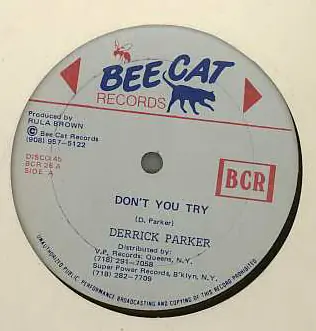 BEE CAT
RECORDS
Produced by
RULA BROWN
© Bee Cat Records
(908) 957-5122
DISCO 45
BCR 26 A
SIDE A
BCR
DON'T YOU TRY
(D. Parker)
DERRICK PARKER
Distributed by:
V.P. Records: Queens, N.Y.
(718) 291-7058
Super Power Records, B'klyn, N.Y.
(718) 282-7709
UNAUTHORIZED PUBLIC PERFORMANCE BROADCASTING AND COPYING OF THIS RECORD PROHIBITED